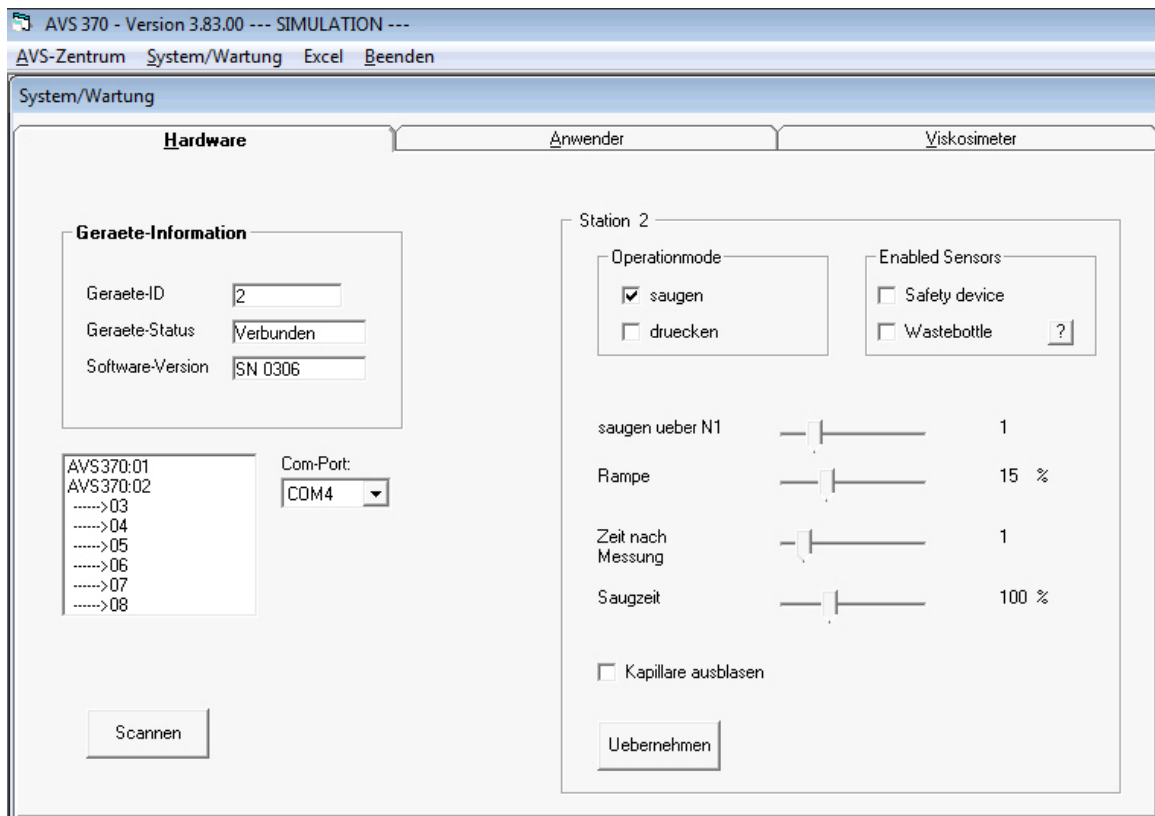 AVS 370 - Version 3.83.00 --- SIMULATION ---
AVS-Zentrum System/Wartung Excel Beenden
System/Wartung
Hardware Anwender Viskosimeter
Geraete-Information
Geraete-ID 2
Geraete-Status Verbunden
Software-Version SN 0306
AVS370:01
AVS370:02
------>03
------>04
------>05
------>06
------>07
------>08
Com-Port:
COM4
Scannen
Station 2
Operationmode
saugen
druecken
Enabled Sensors
Safety device
Wastebottle ?
saugen ueber N1 1
Rampe 15 %
Zeit nach
Messung 1
Saugzeit 100 %
Kapillare ausblasen
Uebernehmen